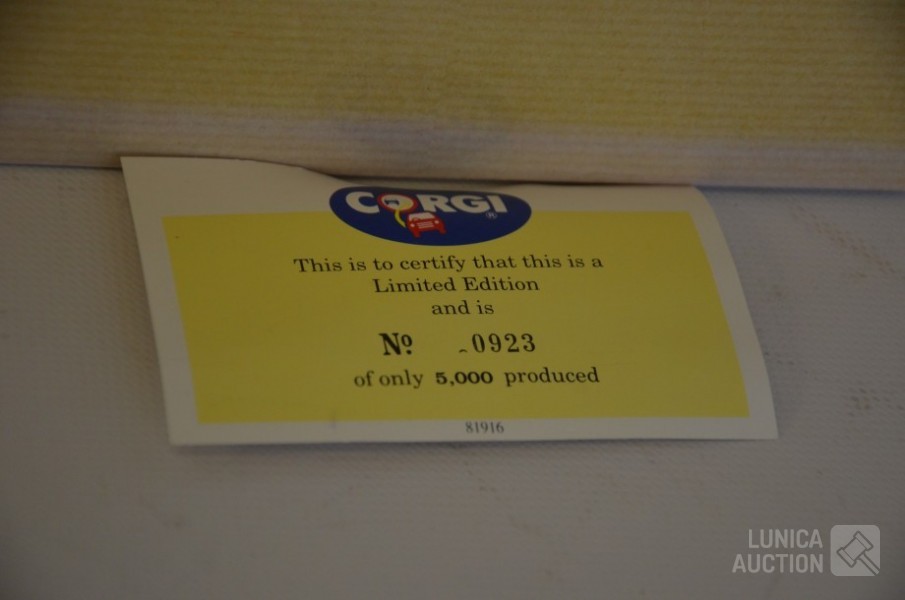 CORGI®
This is to certify that this is a
Limited Edition
and is
Nº 0923
of only 5,000 produced
81916
LUNICA
AUCTION